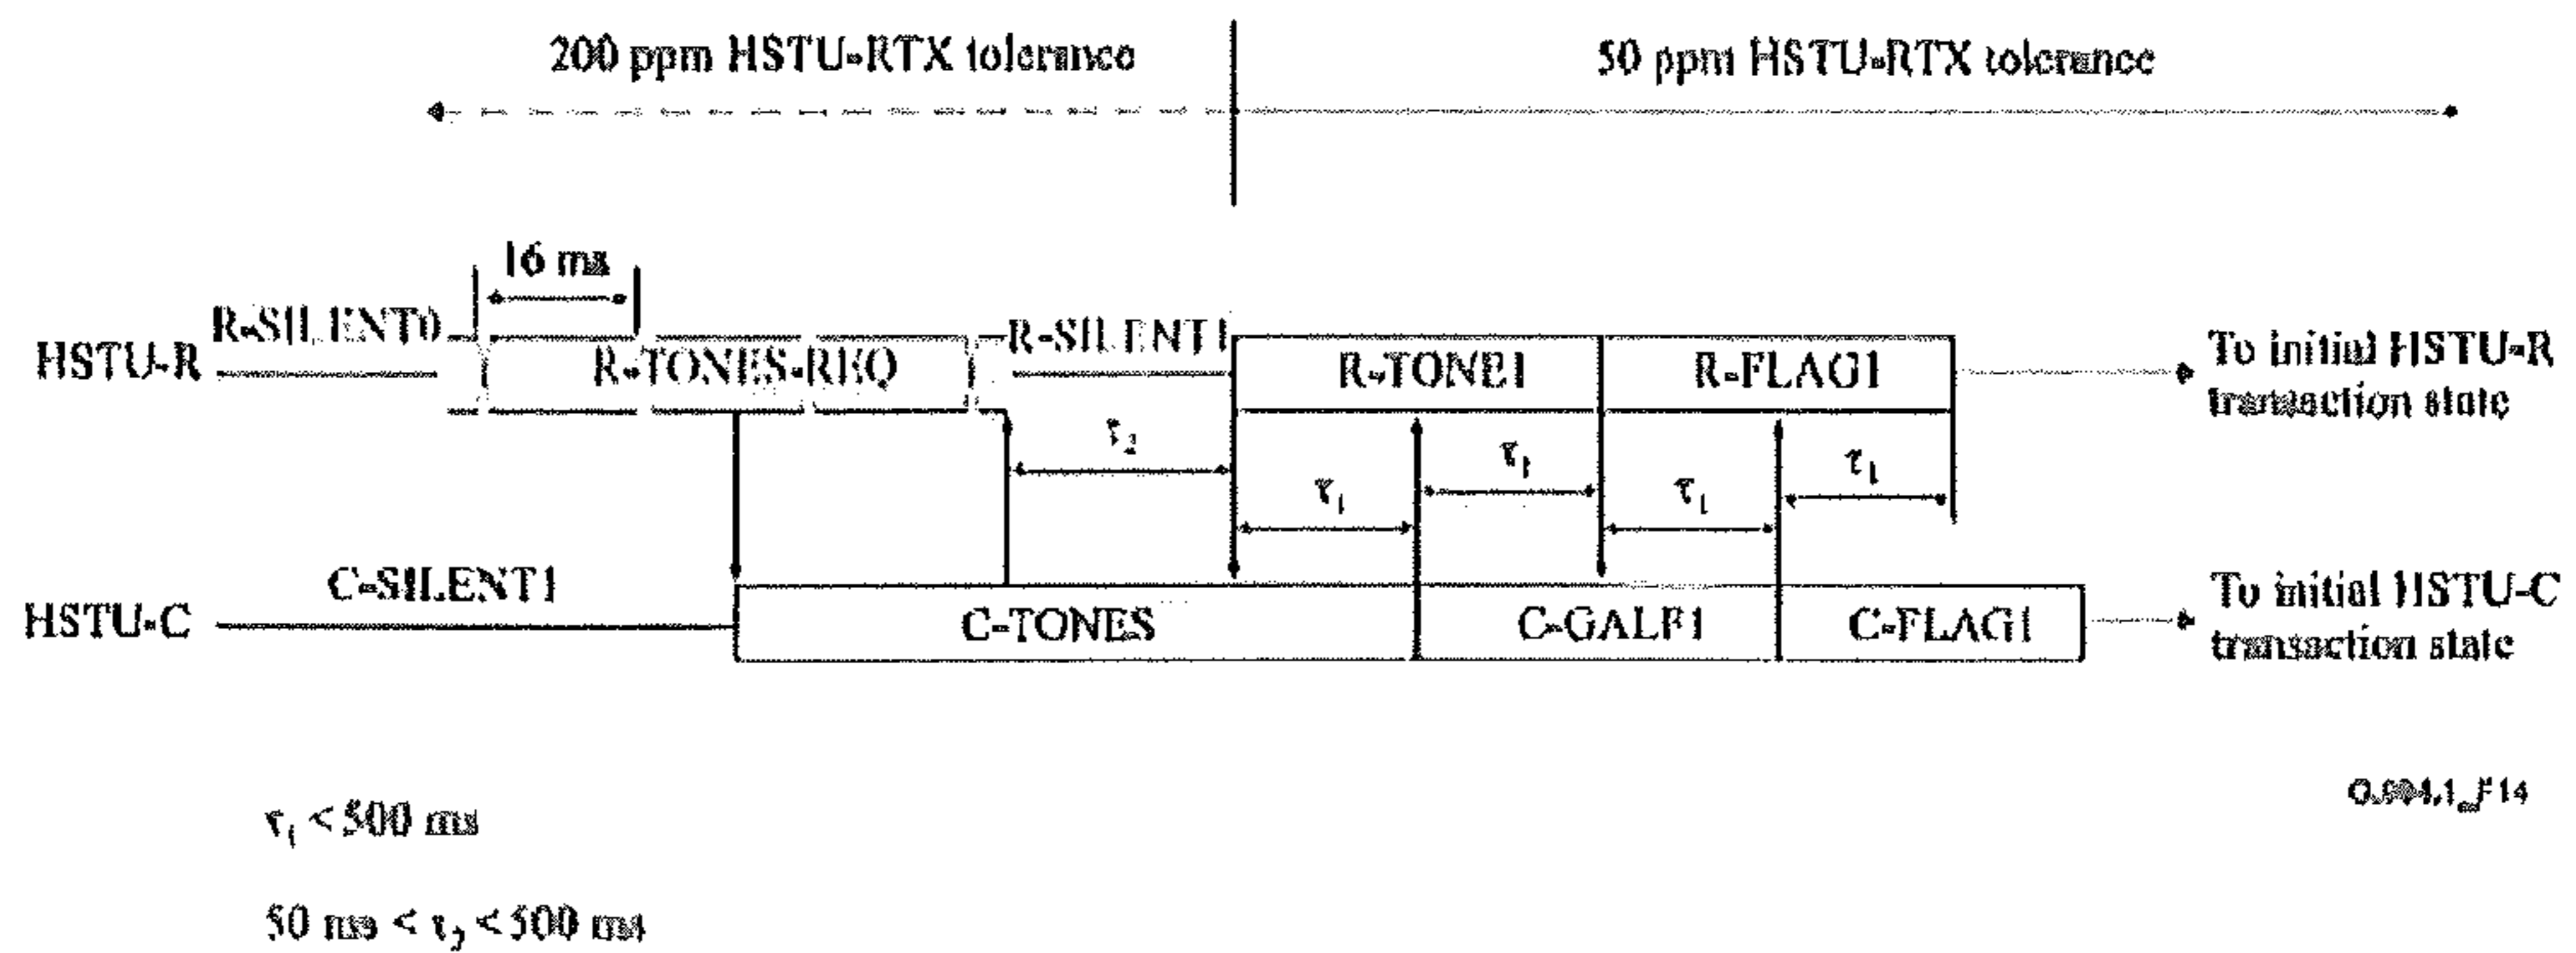 200 ppm HSTU-RTX tolerance
50 ppm HSTU-RTX tolerance
16 ms
R-SILENT0
R-SILENT1
HSTU-R
R-TONES-REQ
R-TONE1
R-FLAG1
To initial HSTU-R
transaction state
τ2
τ1
τ1
τ1
τ1
C-SILENT1
HSTU-C
C-TONES
C-GALF1
C-FLAG1
To initial HSTU-C
transaction state
τ1 < 500 ms
50 ms < τ2 < 500 ms
G.994.1_F14